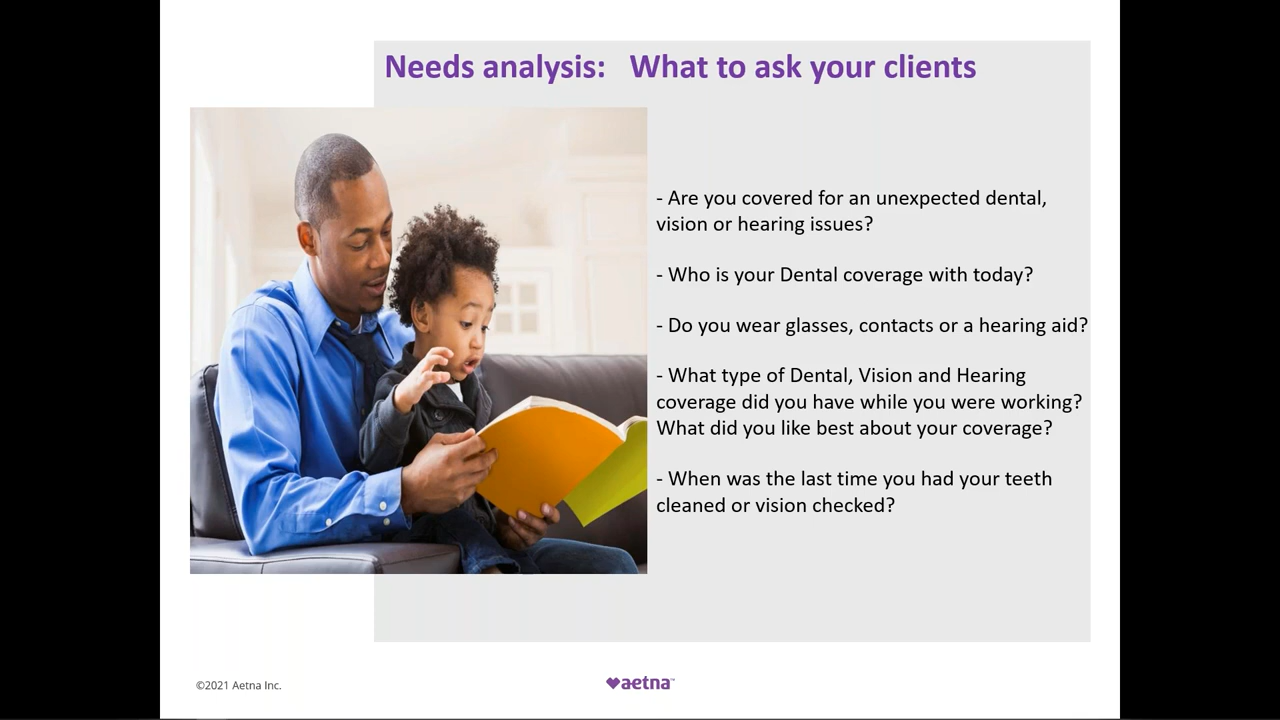 Needs analysis: What to ask your clients
- Are you covered for an unexpected dental,
vision or hearing issues?
- Who is your Dental coverage with today?
- Do you wear glasses, contacts or a hearing aid?
- What type of Dental, Vision and Hearing
coverage did you have while you were working?
What did you like best about your coverage?
- When was the last time you had your teeth
cleaned or vision checked?
©2021 Aetna Inc.
aetna™